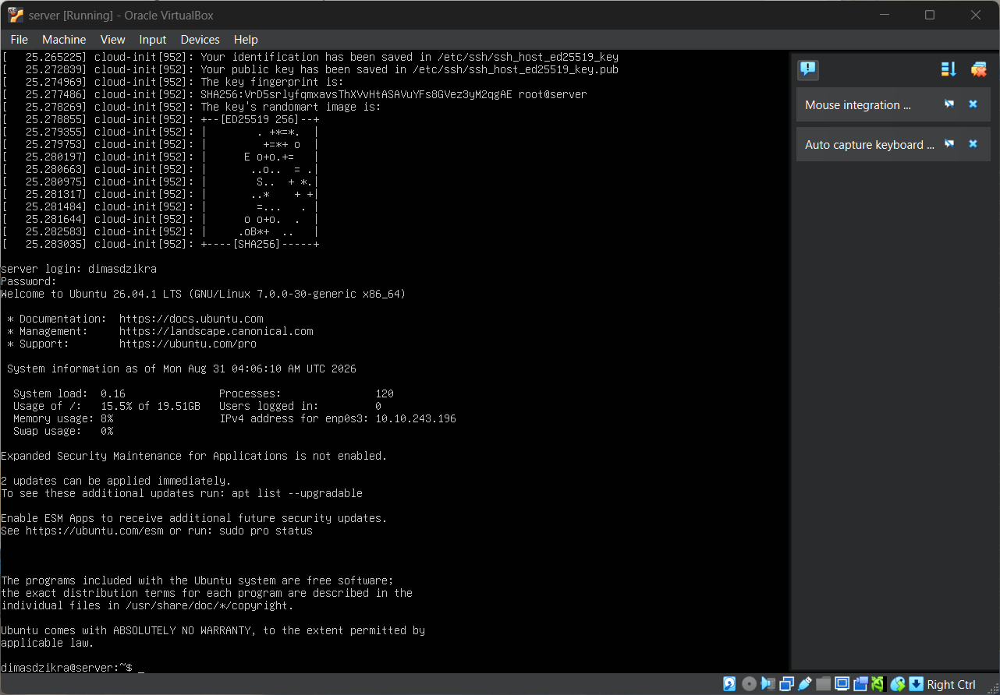 server [Running] - Oracle VirtualBox
File Machine View Input Devices Help
[   25.265225] cloud-init[952]: Your identification has been saved in /etc/ssh/ssh_host_ed25519_key
[   25.272839] cloud-init[952]: Your public key has been saved in /etc/ssh/ssh_host_ed25519_key.pub
[   25.274969] cloud-init[952]: The key fingerprint is:
[   25.277486] cloud-init[952]: SHA256:VrD5srlyfqmxavsThXVvHtASAVuYFs8GVez3yM2qgAE root@server
[   25.278269] cloud-init[952]: The key's randomart image is:
[   25.278855] cloud-init[952]: +--[ED25519 256]--+
[   25.279355] cloud-init[952]: |        . +*=*.  |
[   25.279753] cloud-init[952]: |         +=*+ o  |
[   25.280197] cloud-init[952]: |      E o+o.+=   |
[   25.280663] cloud-init[952]: |       ..o..  = .|
[   25.280975] cloud-init[952]: |        S..  + *.|
[   25.281317] cloud-init[952]: |       ..*    + +|
[   25.281484] cloud-init[952]: |        =...   . |
[   25.281644] cloud-init[952]: |      o o+o.  .  |
[   25.282583] cloud-init[952]: |     .oB*+  ..   |
[   25.283035] cloud-init[952]: +----[SHA256]-----+
server login: dimasdzikra
Password:
Welcome to Ubuntu 26.04.1 LTS (GNU/Linux 7.0.0-30-generic x86_64)
* Documentation:  https://docs.ubuntu.com
* Management:     https://landscape.canonical.com
* Support:        https://ubuntu.com/pro
System information as of Mon Aug 31 04:06:10 AM UTC 2026
System load:  0.16               Processes:               120
Usage of /:   15.5% of 19.51GB   Users logged in:         0
Memory usage: 8%                 IPv4 address for enp0s3: 10.10.243.196
Swap usage:   0%
Expanded Security Maintenance for Applications is not enabled.
2 updates can be applied immediately.
To see these additional updates run: apt list --upgradable
Enable ESM Apps to receive additional future security updates.
See https://ubuntu.com/esm or run: sudo pro status
The programs included with the Ubuntu system are free software;
the exact distribution terms for each program are described in the
individual files in /usr/share/doc/*/copyright.
Ubuntu comes with ABSOLUTELY NO WARRANTY, to the extent permitted by
applicable law.
dimasdzikra@server:~$ _
Mouse integration ...
Auto capture keyboard ...
Right Ctrl